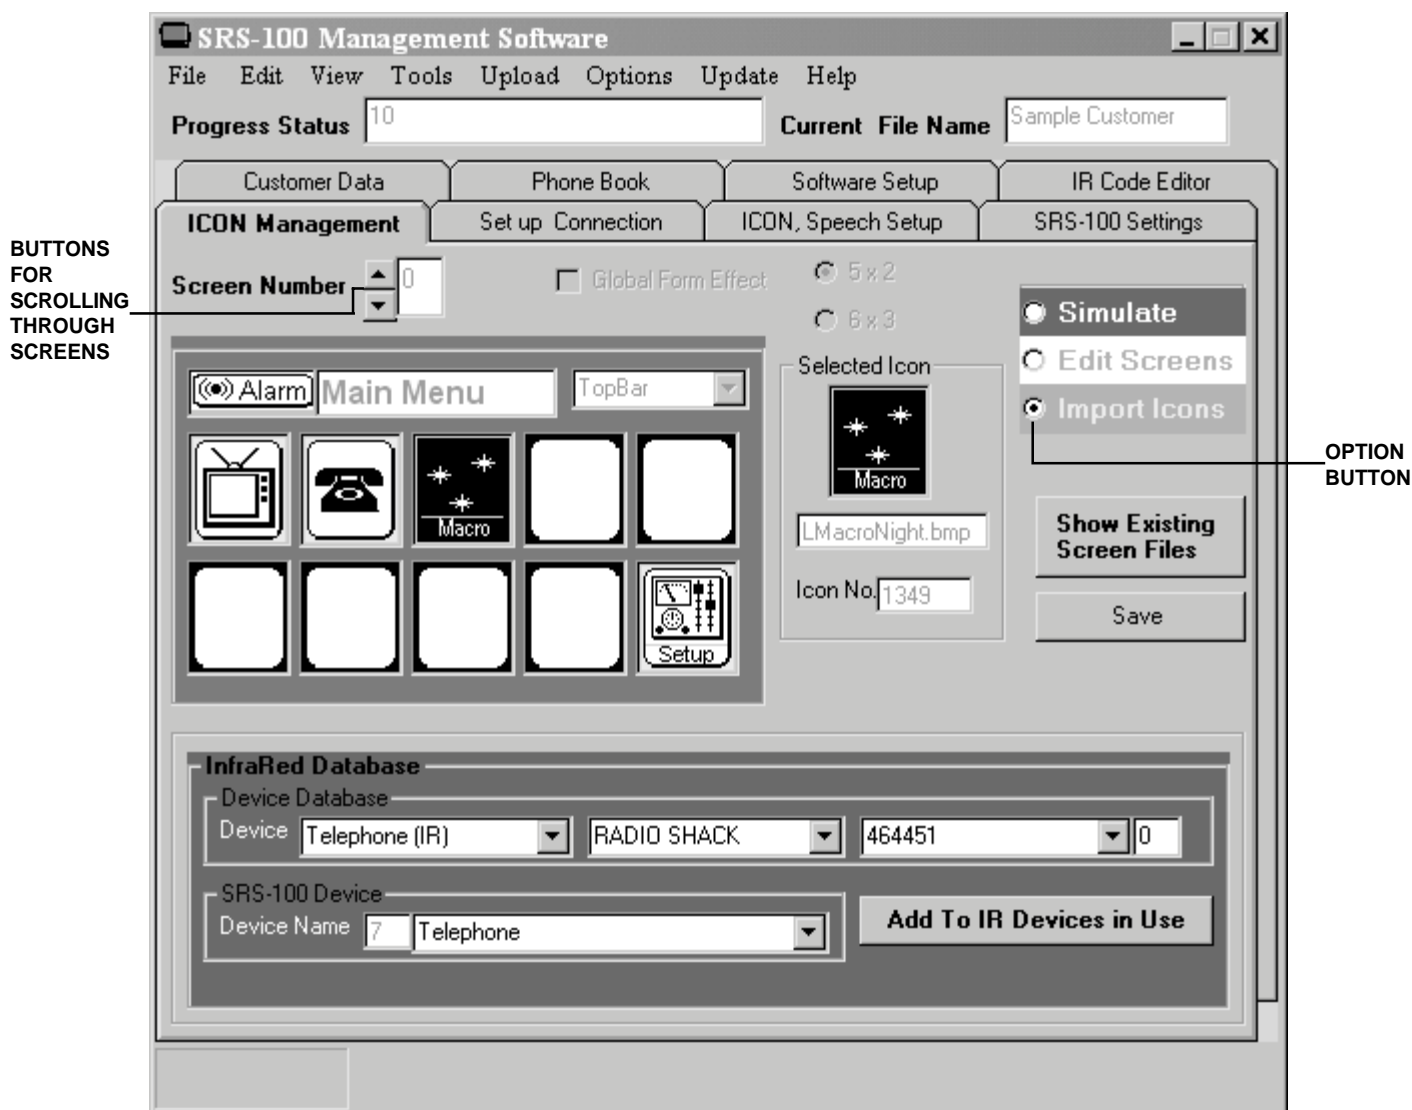 SRS-100 Management Software
File Edit View Tools Upload Options Update Help
Progress Status 10 Current File Name Sample Customer
Customer Data Phone Book Software Setup IR Code Editor
ICON Management Set up Connection ICON, Speech Setup SRS-100 Settings
BUTTONS
FOR
SCROLLING
THROUGH
SCREENS
Screen Number 0 Global Form Effect 5 x 2
6 x 3
Simulate
Edit Screens
Import Icons
OPTION
BUTTON
Alarm Main Menu TopBar
Selected Icon
Macro
LMacroNight.bmp
Icon No. 1349
Macro
Setup
Show Existing
Screen Files
Save
InfraRed Database
Device Database
Device Telephone (IR) RADIO SHACK 464451 0
SRS-100 Device
Device Name 7 Telephone
Add To IR Devices in Use